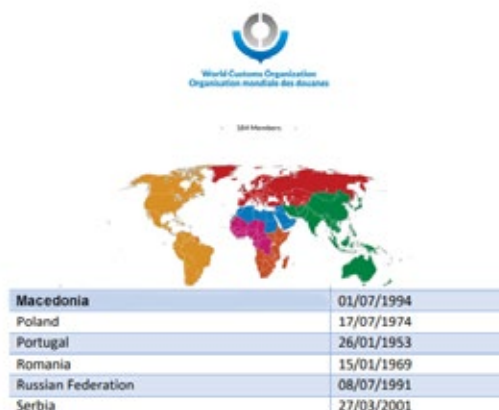 World Customs Organization
Organisation mondiale des douanes
184 Members
Macedonia 01/07/1994
Poland 17/07/1974
Portugal 26/01/1953
Romania 15/01/1969
Russian Federation 08/07/1991
Serbia 27/03/2001